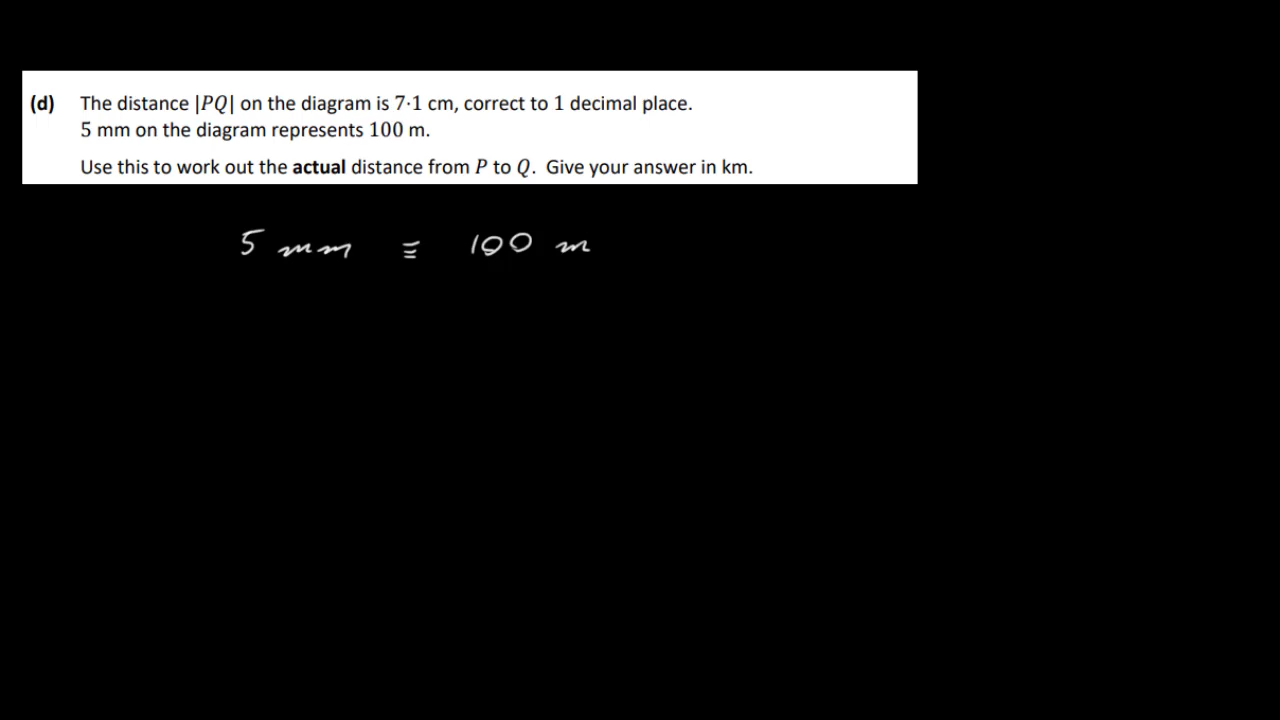 (d) The distance |PQ| on the diagram is 7·1 cm, correct to 1 decimal place.
5 mm on the diagram represents 100 m.
Use this to work out the actual distance from P to Q. Give your answer in km.
5 mm ≡ 100 m